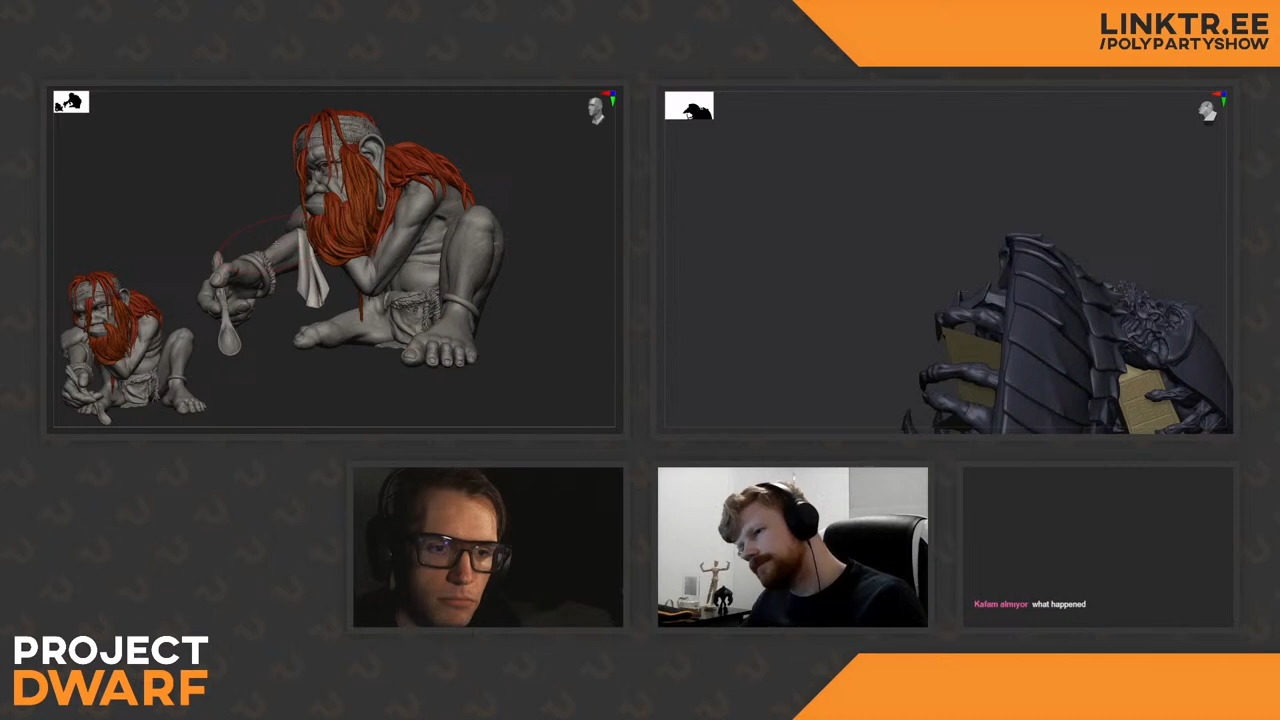 LINKTR.EE
/POLYPARTYSHOW
Kafam almıyor what happened
PROJECT
DWARF